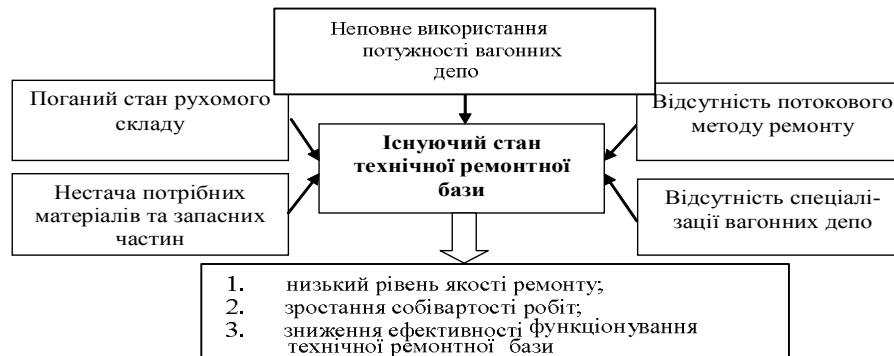 Неповне використання
потужності вагонних
депо
Поганий стан рухомого
складу
Відсутність потокового
методу ремонту
Існуючий стан
технічної ремонтної
бази
Нестача потрібних
матеріалів та запасних
частин
Відсутність спеціалі-
зації вагонних депо
1. низький рівень якості ремонту;
2. зростання собівартості робіт;
3. зниження ефективності функціонування
технічної ремонтної бази